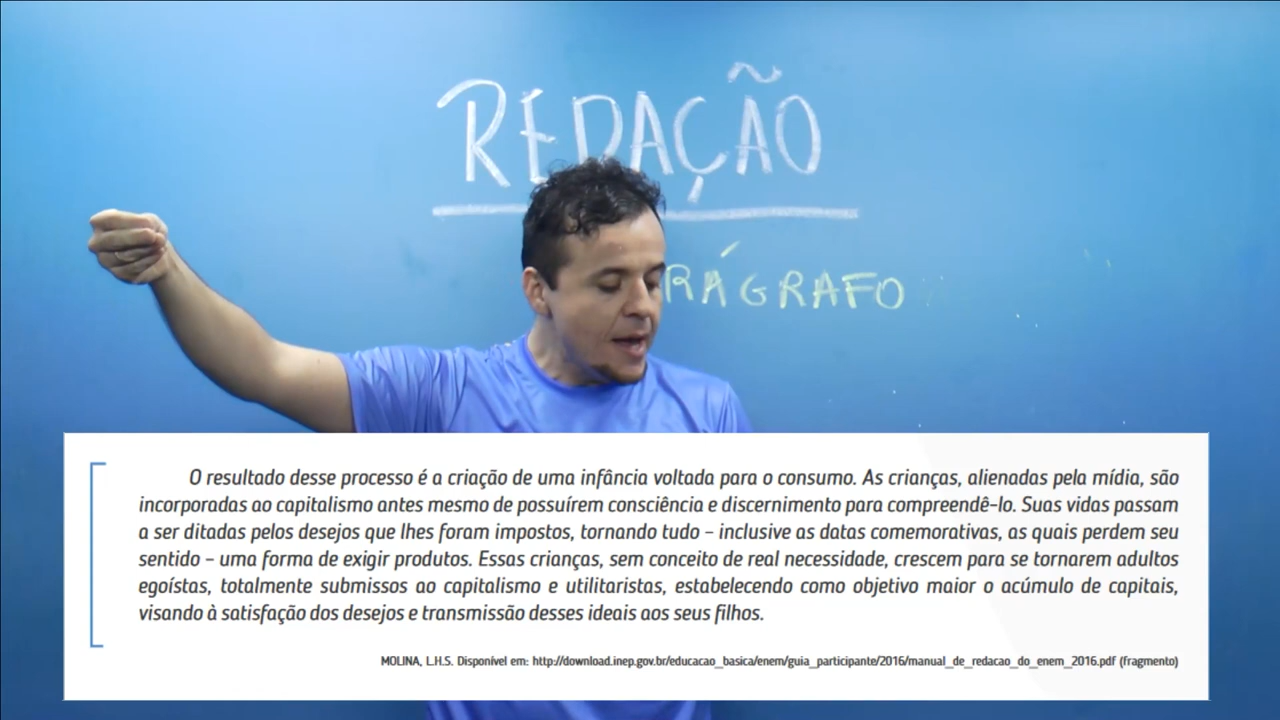 REDAÇÃO
O resultado desse processo é a criação de uma infância voltada para o consumo. As crianças, alienadas pela mídia, são
incorporadas ao capitalismo antes mesmo de possuírem consciência e discernimento para compreendê-lo. Suas vidas passam
a ser ditadas pelos desejos que lhes foram impostos, tornando tudo – inclusive as datas comemorativas, as quais perdem seu
sentido – uma forma de exigir produtos. Essas crianças, sem conceito de real necessidade, crescem para se tornarem adultos
egoístas, totalmente submissos ao capitalismo e utilitaristas, estabelecendo como objetivo maior o acúmulo de capitais,
visando à satisfação dos desejos e transmissão desses ideais aos seus filhos.
MOLINA, L.H.S. Disponível em: http://download.inep.gov.br/educacao_basica/enem/guia_participante/2016/manual_de_redacao_do_enem_2016.pdf (fragmento)